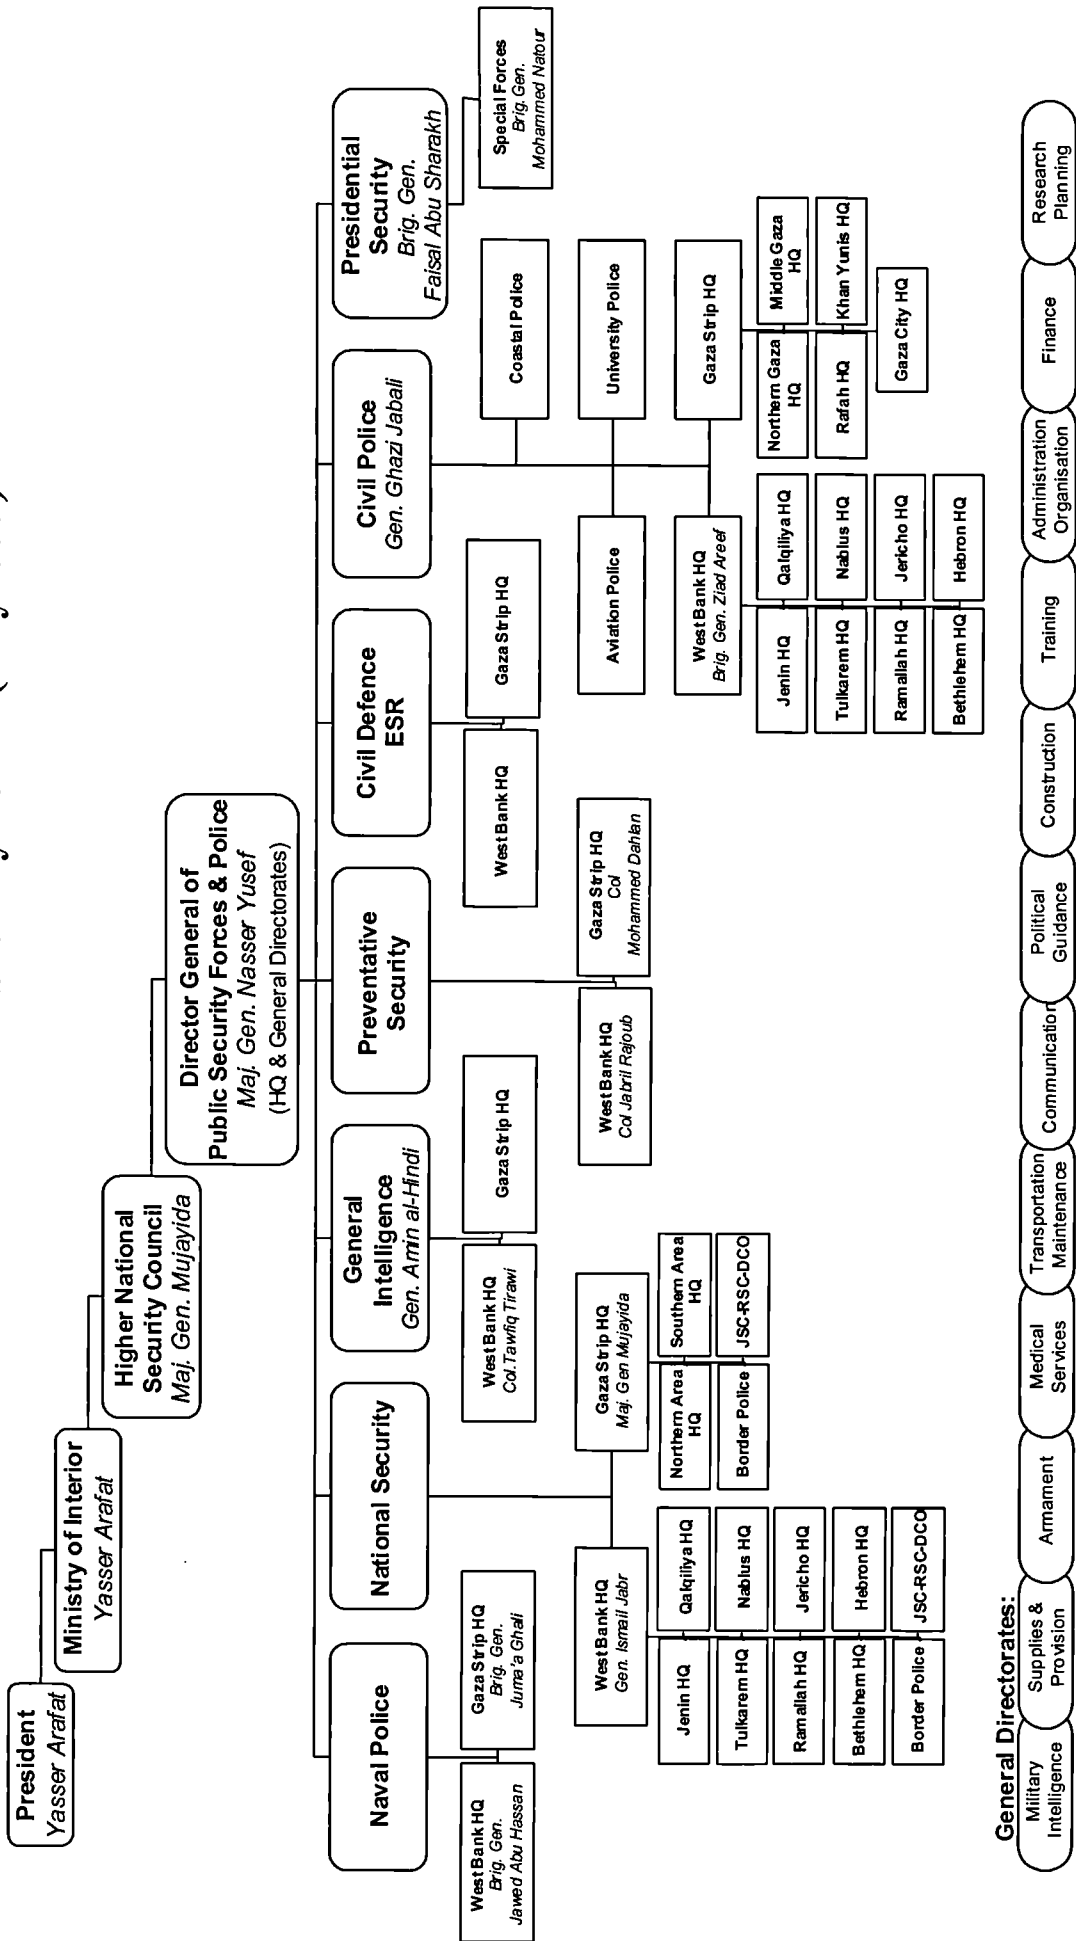 President
Yasser Arafat
Ministry of Interior
Yasser Arafat
Higher National
Security Council
Maj. Gen. Mujayida
Director General of
Public Security Forces & Police
Maj. Gen. Nasser Yusef
(HQ & General Directorates)
Naval Police
West Bank HQ
Brig. Gen.
Jawed Abu Hassan
Gaza Strip HQ
Brig. Gen.
Juma'a Ghali
National Security
West Bank HQ
Gen. Ismail Jabr
Jenin HQ
Qalqiliya HQ
Tulkarem HQ
Nablus HQ
Ramallah HQ
Jericho HQ
Bethlehem HQ
Hebron HQ
Border Police
JSC-RSC-DCO
Gaza Strip HQ
Maj. Gen Mujayida
Northern Area
HQ
Southern Area
HQ
Border Police
JSC-RSC-DCO
General
Intelligence
Gen. Amin al-Hindi
West Bank HQ
Col. Tawfiq Tirawi
Gaza Strip HQ
Preventative
Security
West Bank HQ
Col Jabril Rajoub
Gaza Strip HQ
Col
Mohammed Dahlan
Civil Defence
ESR
West Bank HQ
Gaza Strip HQ
Civil Police
Gen. Ghazi Jabali
Coastal Police
Aviation Police
University Police
West Bank HQ
Brig. Gen. Ziad Areef
Jenin HQ
Qalqiliya HQ
Tulkarem HQ
Nablus HQ
Ramallah HQ
Jericho HQ
Bethlehem HQ
Hebron HQ
Gaza Strip HQ
Northern Gaza
HQ
Middle Gaza
HQ
Rafah HQ
Khan Yunis HQ
Gaza City HQ
Presidential
Security
Brig. Gen.
Faisal Abu Sharakh
Special Forces
Brig. Gen.
Mohammed Natour
General Directorates:
Military
Intelligence
Supplies &
Provision
Armament
Medical
Services
Transportation
Maintenance
Communication
Political
Guidance
Construction
Training
Administration
Organisation
Finance
Research
Planning